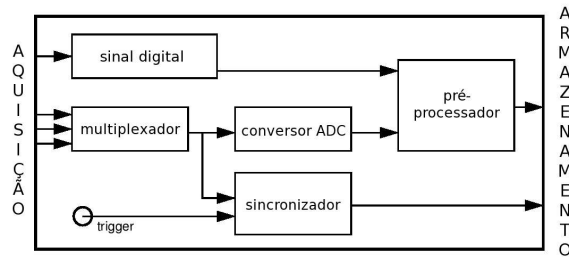 AQUISIÇÃO
sinal digital
multiplexador
conversor ADC
pré-
processador
sincronizador
trigger
ARMAZENAMENTO